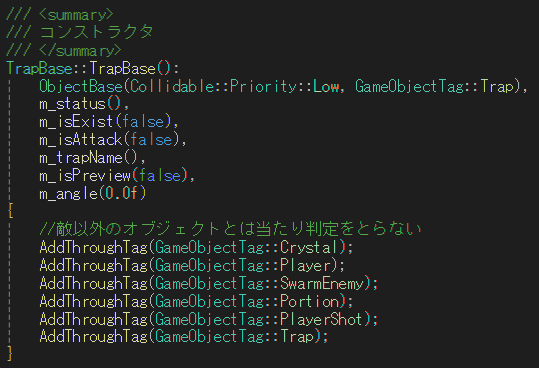 /// <summary>
/// コンストラクタ
/// </summary>
TrapBase::TrapBase():
    ObjectBase(Collidable::Priority::Low, GameObjectTag::Trap),
    m_status(),
    m_isExist(false),
    m_isAttack(false),
    m_trapName(),
    m_isPreview(false),
    m_angle(0.0f)
{
    //敵以外のオブジェクトとは当たり判定をとらない
    AddThroughTag(GameObjectTag::Crystal);
    AddThroughTag(GameObjectTag::Player);
    AddThroughTag(GameObjectTag::SwarmEnemy);
    AddThroughTag(GameObjectTag::Portion);
    AddThroughTag(GameObjectTag::PlayerShot);
    AddThroughTag(GameObjectTag::Trap);
}